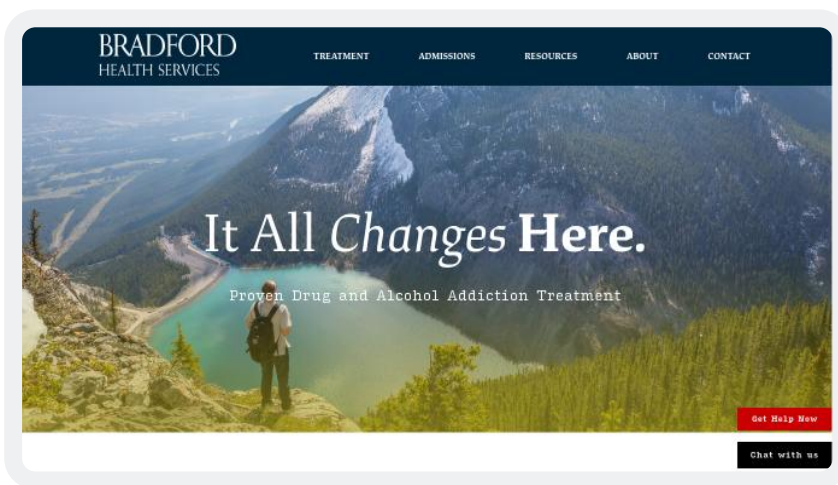 BRADFORD
HEALTH SERVICES
TREATMENT ADMISSIONS RESOURCES ABOUT CONTACT
It All Changes Here.
Proven Drug and Alcohol Addiction Treatment
Get Help Now
Chat with us